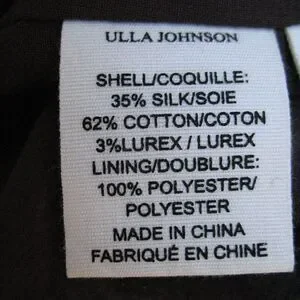 ULLA JOHNSON
SHELL/COQUILLE:
35% SILK/SOIE
62% COTTON/COTON
3%LUREX / LUREX
LINING/DOUBLURE:
100% POLYESTER/
POLYESTER
MADE IN CHINA
FABRIQUÉ EN CHINE